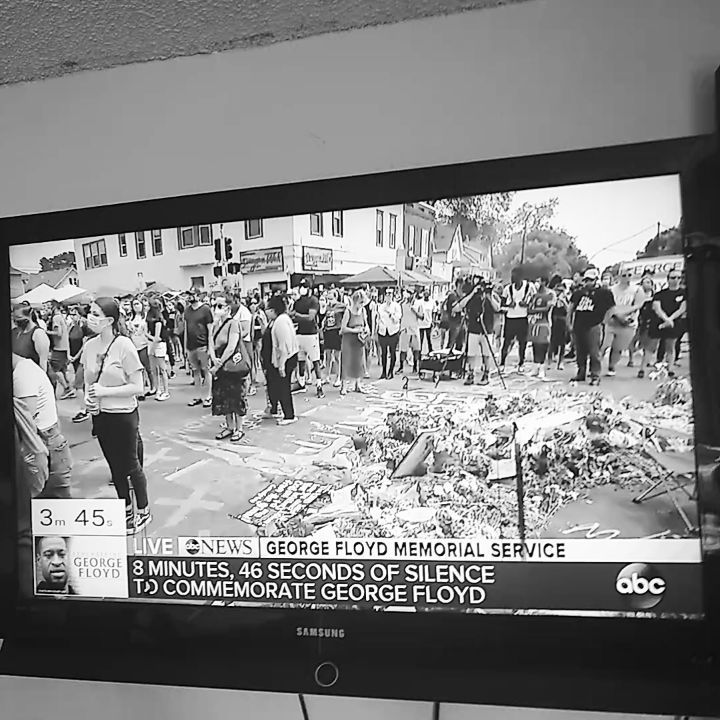 3m 45s
GEORGE
FLOYD
LIVE abc NEWS GEORGE FLOYD MEMORIAL SERVICE
8 MINUTES, 46 SECONDS OF SILENCE
TO COMMEMORATE GEORGE FLOYD
abc
SAMSUNG